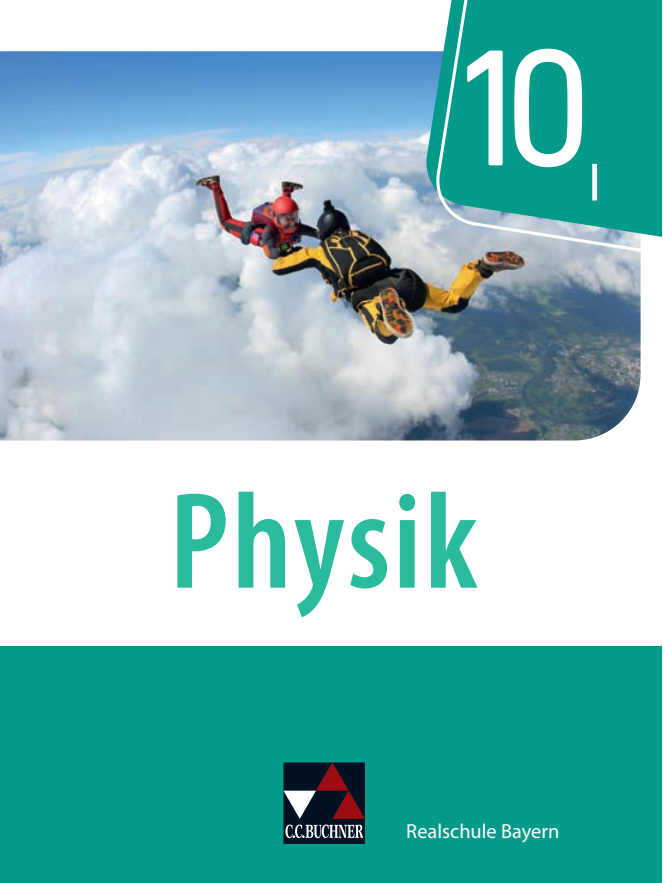 10
I
Physik
C.C.BUCHNER
Realschule Bayern